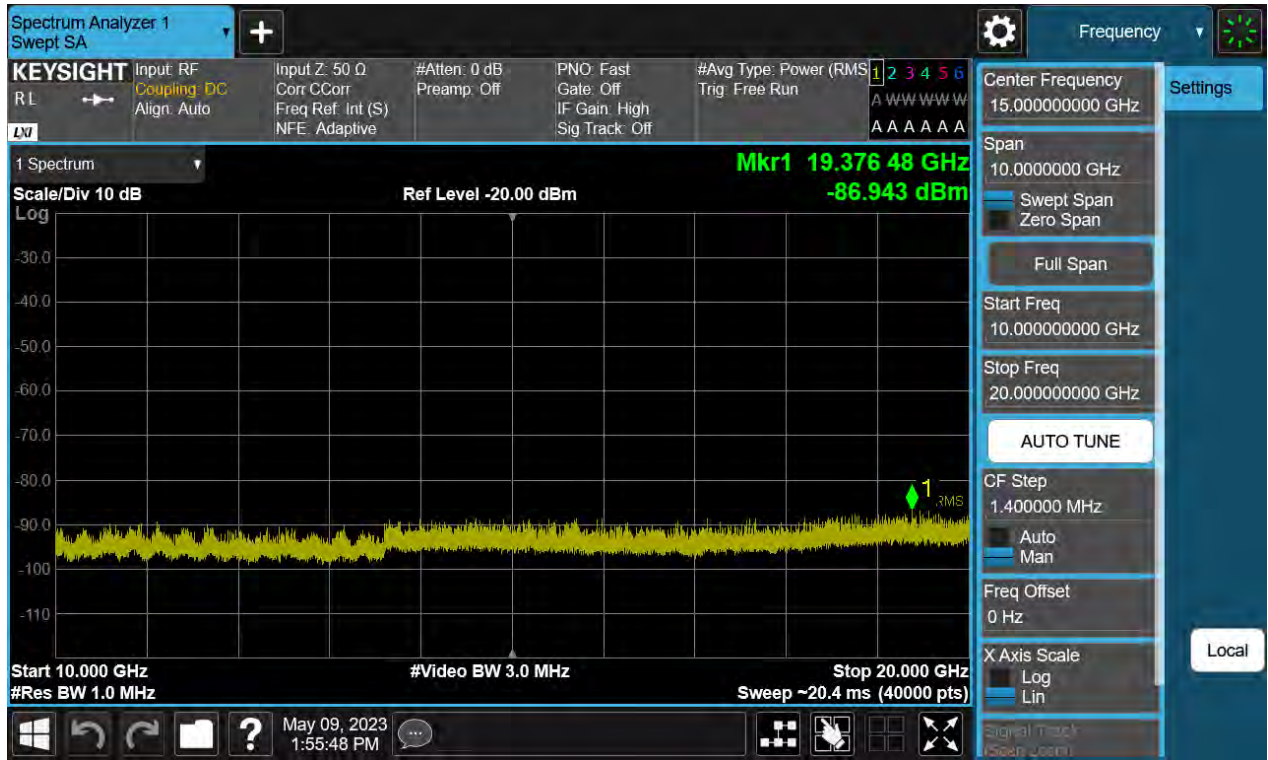 Spectrum Analyzer 1
Swept SA
Frequency
KEYSIGHT
RL
LXI
Input: RF
Coupling: DC
Align: Auto
Input Z: 50 Ω
Corr CCorr
Freq Ref: Int (S)
NFE: Adaptive
#Atten: 0 dB
Preamp: Off
PNO: Fast
Gate: Off
IF Gain: High
Sig Track: Off
#Avg Type: Power (RMS
Trig: Free Run
1 2 3 4 5 6
A W W W W W
A A A A A A
1 Spectrum
Scale/Div 10 dB
Ref Level -20.00 dBm
Mkr1 19.376 48 GHz
-86.943 dBm
Log
-30.0
-40.0
-50.0
-60.0
-70.0
-80.0
-90.0
-100
-110
1
RMS
Start 10.000 GHz
#Video BW 3.0 MHz
Stop 20.000 GHz
#Res BW 1.0 MHz
Sweep ~20.4 ms (40000 pts)
May 09, 2023
1:55:48 PM
Center Frequency
15.000000000 GHz
Settings
Span
10.0000000 GHz
Swept Span
Zero Span
Full Span
Start Freq
10.000000000 GHz
Stop Freq
20.000000000 GHz
AUTO TUNE
CF Step
1.400000 MHz
Auto
Man
Freq Offset
0 Hz
X Axis Scale
Log
Lin
Local
Signal Track
(Span Zoom)